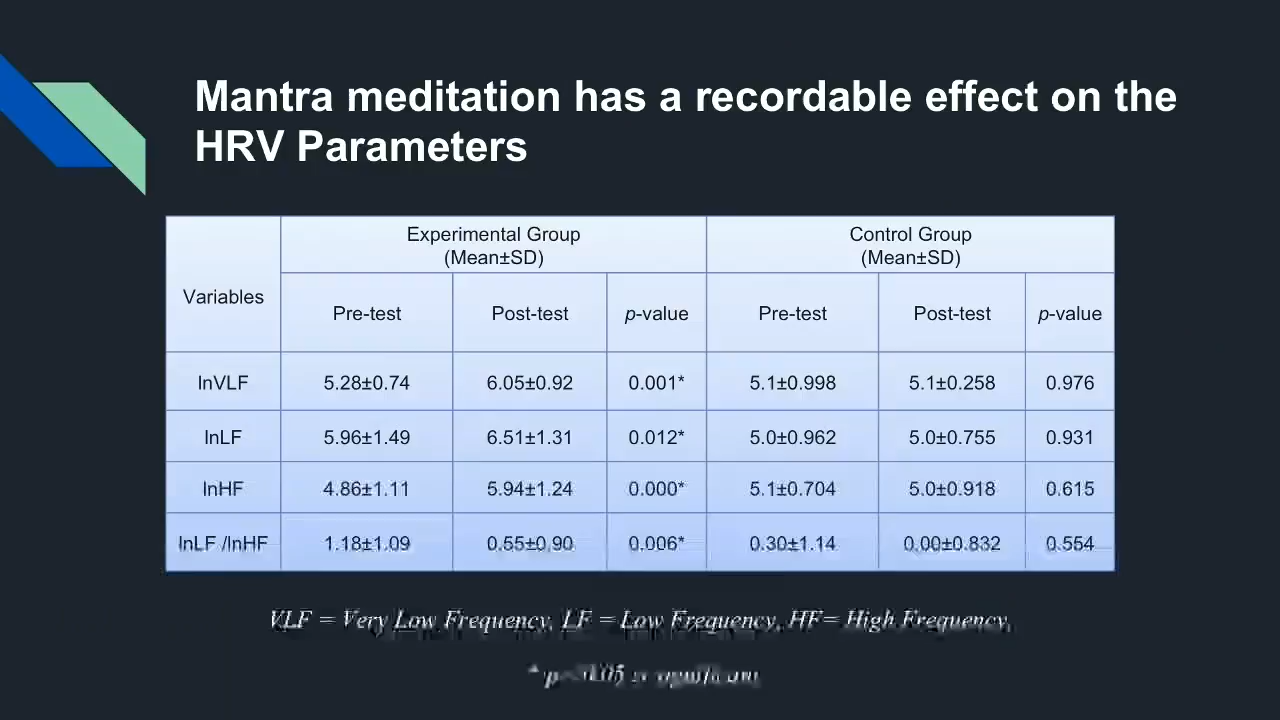 Mantra meditation has a recordable effect on the
HRV Parameters
Variables
Experimental Group
(Mean±SD)
Control Group
(Mean±SD)
Pre-test Post-test p-value Pre-test Post-test p-value
lnVLF 5.28±0.74 6.05±0.92 0.001* 5.1±0.998 5.1±0.258 0.976
lnLF 5.96±1.49 6.51±1.31 0.012* 5.0±0.962 5.0±0.755 0.931
lnHF 4.86±1.11 5.94±1.24 0.000* 5.1±0.704 5.0±0.918 0.615
lnLF /lnHF 1.18±1.09 0.55±0.90 0.006* 0.30±1.14 0.00±0.832 0.554
VLF = Very Low Frequency, LF = Low Frequency, HF= High Frequency,